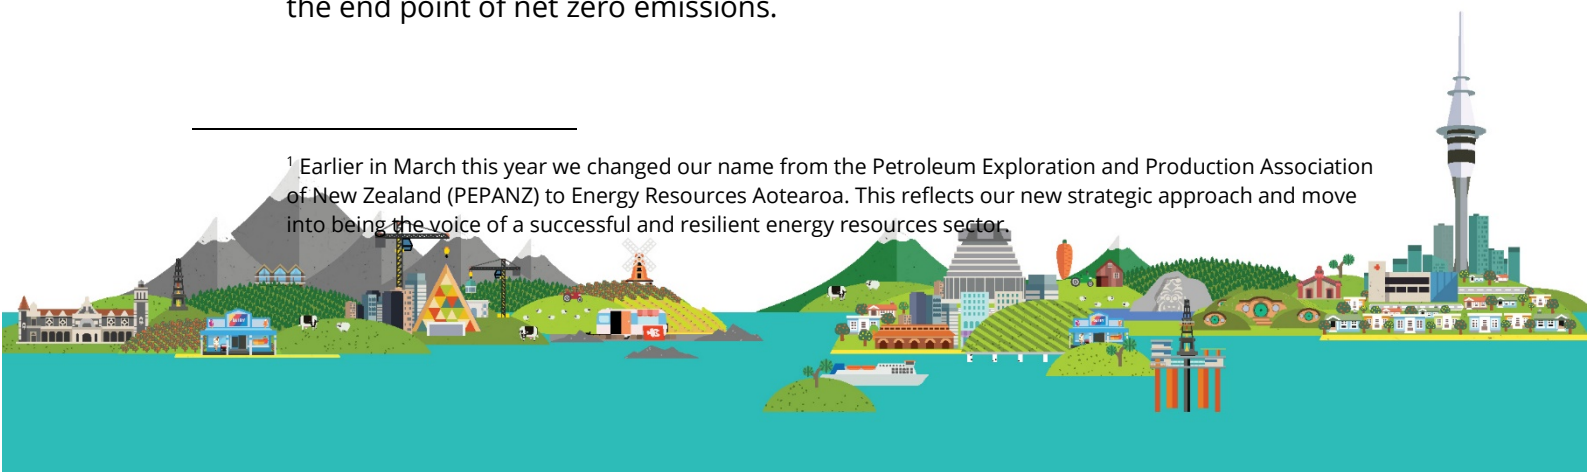 the end point of net zero emissions.
1 Earlier in March this year we changed our name from the Petroleum Exploration and Production Association
of New Zealand (PEPANZ) to Energy Resources Aotearoa. This reflects our new strategic approach and move
into being the voice of a successful and resilient energy resources sector.